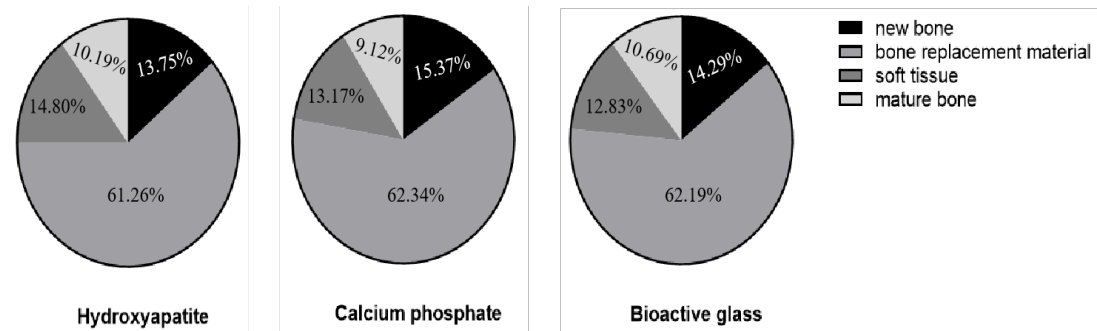 10.19%
13.75%
14.80%
61.26%
Hydroxyapatite
9.12%
15.37%
13.17%
62.34%
Calcium phosphate
10.69%
14.29%
12.83%
62.19%
Bioactive glass
new bone
bone replacement material
soft tissue
mature bone